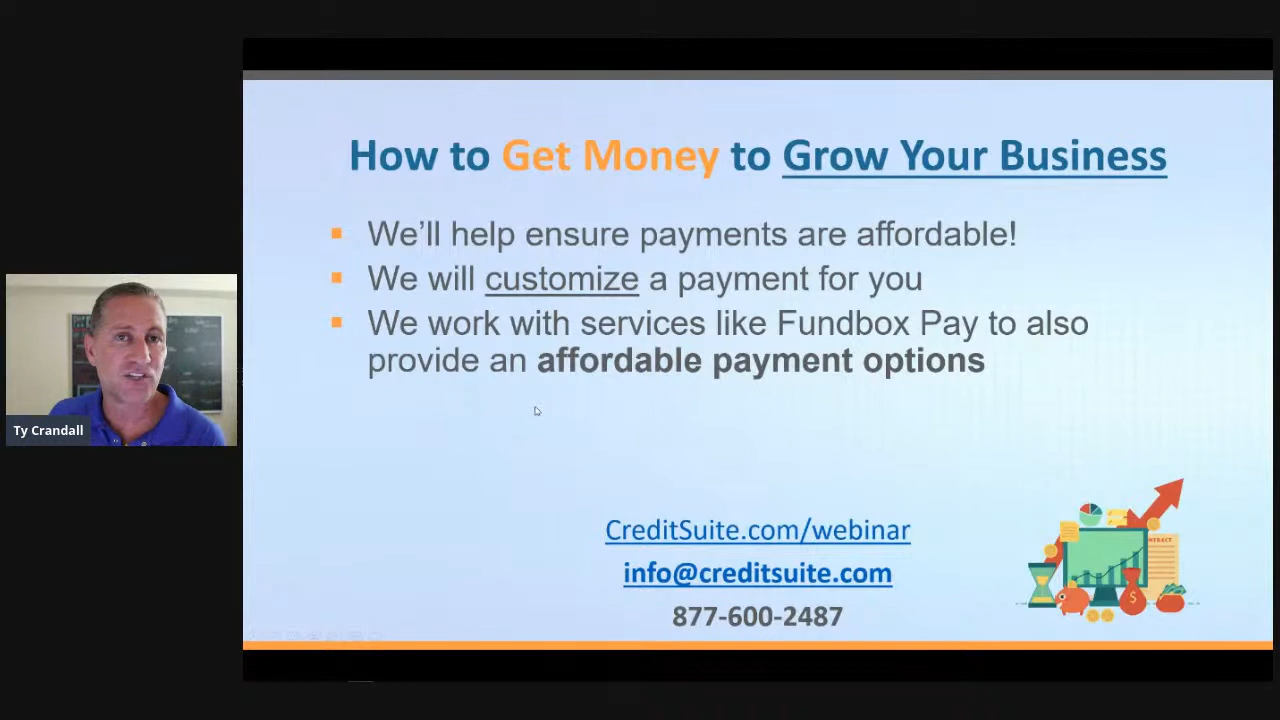 How to Get Money to Grow Your Business
We’ll help ensure payments are affordable!
We will customize a payment for you
We work with services like Fundbox Pay to also
provide an affordable payment options
Ty Crandall
CONTRACT
$
CreditSuite.com/webinar
info@creditsuite.com
877-600-2487